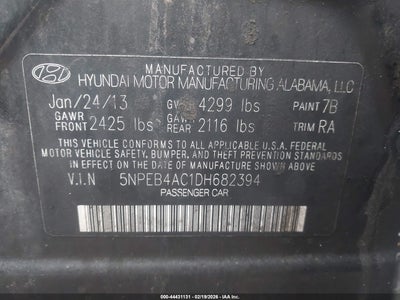 MANUFACTURED BY
HYUNDAI MOTOR MANUFACTURING ALABAMA, LLC
Jan/24/13 GVWR 4299 lbs PAINT 7B
GAWR FRONT 2425 lbs GAWR REAR 2116 lbs TRIM RA
THIS VEHICLE CONFORMS TO ALL APPLICABLE U.S. FEDERAL
MOTOR VEHICLE SAFETY, BUMPER, AND THEFT PREVENTION STANDARDS
IN EFFECT ON THE DATE OF MANUFACTURE SHOWN ABOVE.
V.I.N 5NPEB4AC1DH682394
PASSENGER CAR
000-44431131 - 02/19/2026 - IAA, Inc.